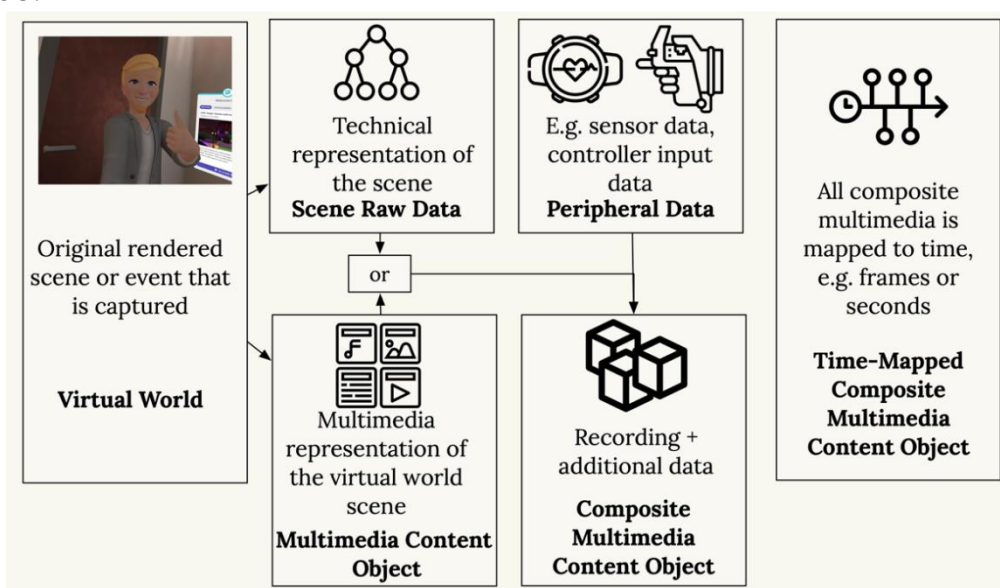 Original rendered
scene or event that
is captured
Virtual World
Technical
representation of
the scene
Scene Raw Data
or
Multimedia
representation of
the virtual world
scene
Multimedia Content
Object
E.g. sensor data,
controller input
data
Peripheral Data
Recording +
additional data
Composite
Multimedia
Content Object
All composite
multimedia is
mapped to time,
e.g. frames or
seconds
Time-Mapped
Composite
Multimedia
Content Object